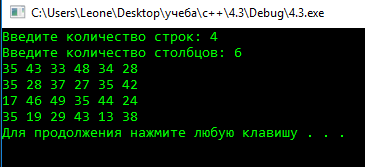 C:\Users\Leone\Desktop\учеба\c++\4.3\Debug\4.3.exe
Введите количество строк: 4
Введите количество столбцов: 6
35 43 33 48 34 28
35 28 37 27 35 42
17 46 49 35 44 24
35 19 29 43 13 38
Для продолжения нажмите любую клавишу . . .